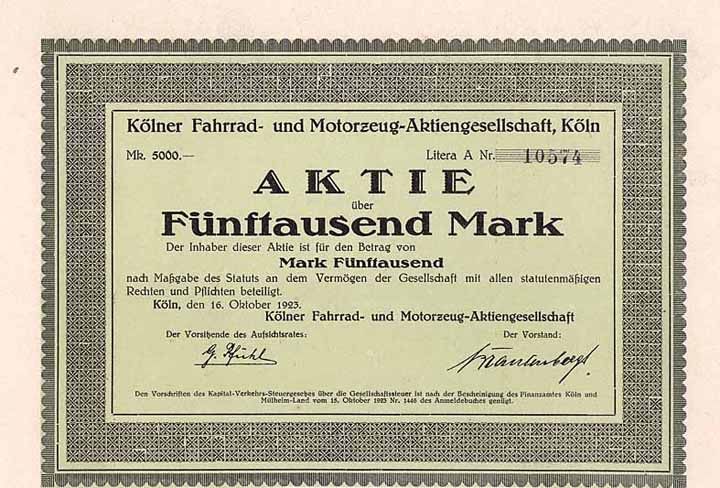 Kölner Fahrrad- und Motorzeug-Aktiengesellschaft, Köln
Mk. 5000.— Litera A Nr. 10574
AKTIE
über
Fünftausend Mark
Der Inhaber dieser Aktie ist für den Betrag von
Mark Fünftausend
nach Maßgabe des Statuts an dem Vermögen der Gesellschaft mit allen statutenmäßigen
Rechten und Pflichten beteiligt.
Köln, den 16. Oktober 1923.
Kölner Fahrrad- und Motorzeug-Aktiengesellschaft
Der Vorsitzende des Aufsichtsrates: Der Vorstand:
G. Pfuhl
Den Vorschriften des Kapital-Verkehrs-Steuergesetzes über die Gesellschaftssteuer ist nach der Bescheinigung des Finanzamtes Köln und
Mülheim-Land vom 15. Oktober 1923 Nr. 1446 des Anmeldebuches genügt.